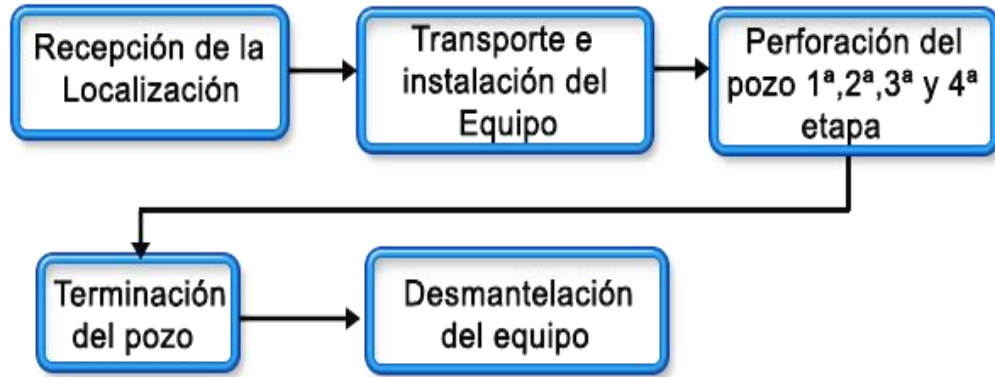 Recepción de la
Localización
Transporte e
instalación del
Equipo
Perforación del
pozo 1ª,2ª,3ª y 4ª
etapa
Terminación
del pozo
Desmantelación
del equipo